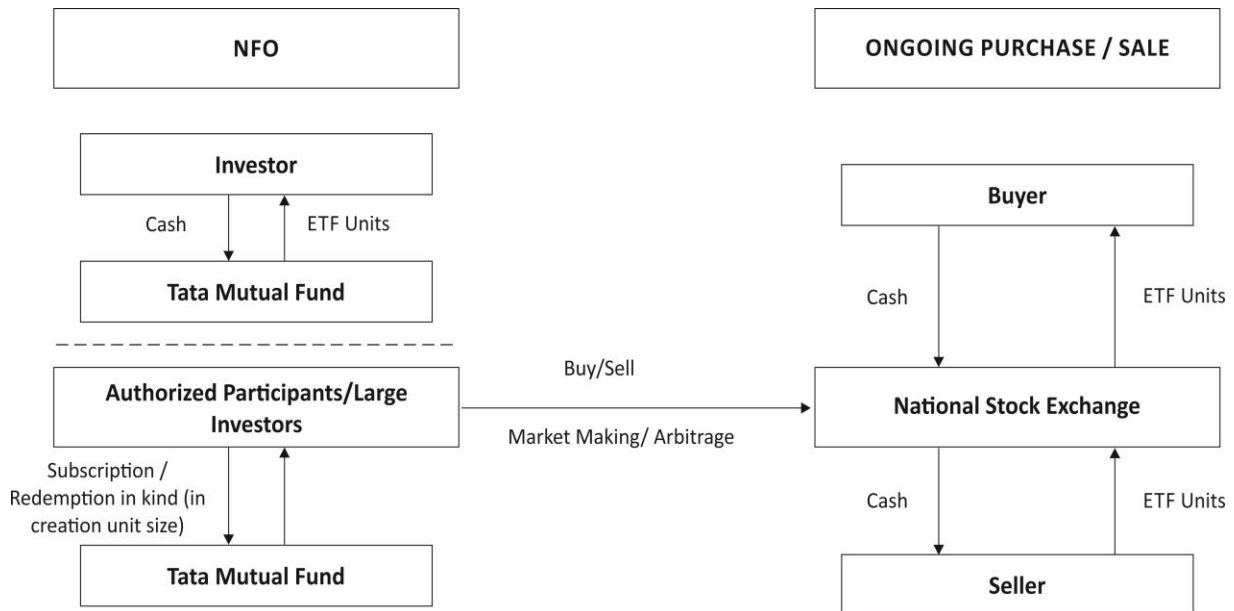 NFO
ONGOING PURCHASE / SALE
Investor
Cash
ETF Units
Tata Mutual Fund
Buyer
Cash
ETF Units
Authorized Participants/Large
Investors
Buy/Sell
Market Making/ Arbitrage
National Stock Exchange
Subscription /
Redemption in kind (in
creation unit size)
Tata Mutual Fund
Cash
ETF Units
Seller